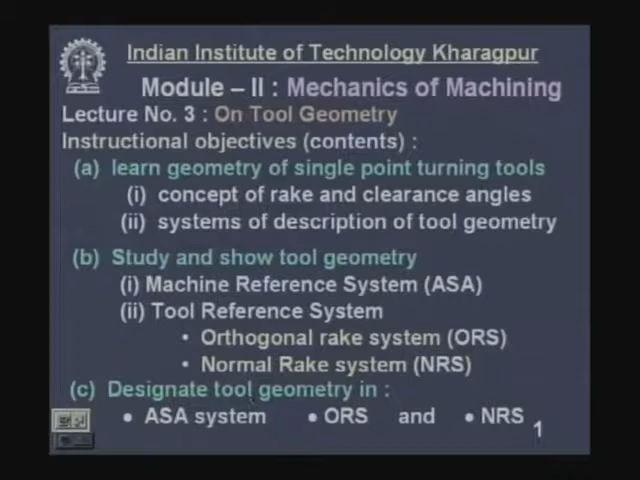 Indian Institute of Technology Kharagpur
Module – II : Mechanics of Machining
Lecture No. 3 : On Tool Geometry
Instructional objectives (contents) :
(a) learn geometry of single point turning tools
(i) concept of rake and clearance angles
(ii) systems of description of tool geometry
(b) Study and show tool geometry
(i) Machine Reference System (ASA)
(ii) Tool Reference System
• Orthogonal rake system (ORS)
• Normal Rake system (NRS)
(c) Designate tool geometry in :
• ASA system • ORS and • NRS
1